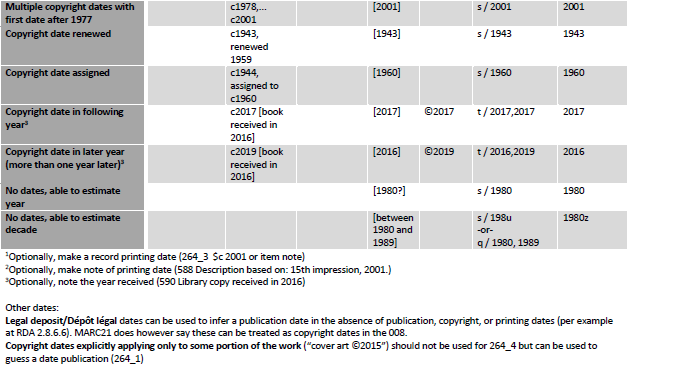 Multiple copyright dates with first date after 1977 c1978,... c2001 [2001] s / 2001 2001
Copyright date renewed c1943, renewed 1959 [1943] s / 1943 1943
Copyright date assigned c1944, assigned to c1960 [1960] s / 1960 1960
Copyright date in following year³ c2017 [book received in 2016] [2017] ©2017 t / 2017,2017 2017
Copyright date in later year (more than one year later)³ c2019 [book received in 2016] [2016] ©2019 t / 2016,2019 2016
No dates, able to estimate year [1980?] s / 1980 1980
No dates, able to estimate decade [between 1980 and 1989] s / 198u -or- q / 1980, 1989 1980z
¹Optionally, make a record printing date (264_3 $c 2001 or item note)
²Optionally, make note of printing date (588 Description based on: 15th impression, 2001.)
³Optionally, note the year received (590 Library copy received in 2016)
Other dates:
Legal deposit/Dépôt légal dates can be used to infer a publication date in the absence of publication, copyright, or printing dates (per example
at RDA 2.8.6.6). MARC21 does however say these can be treated as copyright dates in the 008.
Copyright dates explicitly applying only to some portion of the work (“cover art ©2015”) should not be used for 264_4 but can be used to
guess a date publication (264_1)